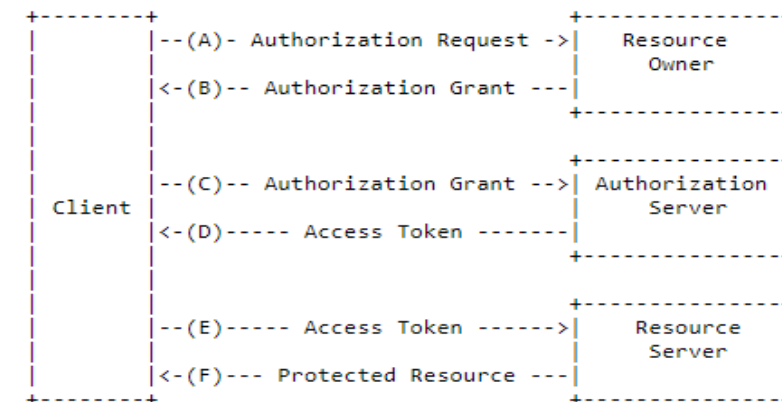 +--------+                               +---------------
|        |--(A)- Authorization Request ->|   Resource
|        |                               |     Owner
|        |<-(B)-- Authorization Grant ---|
|        |                               +---------------
|        |
|        |                               +---------------
|        |--(C)-- Authorization Grant -->| Authorization
| Client |                               |     Server
|        |<-(D)----- Access Token -------|
|        |                               +---------------
|        |
|        |                               +---------------
|        |--(E)----- Access Token ------>|    Resource
|        |                               |     Server
|        |<-(F)--- Protected Resource ---|
+--------+                               +---------------